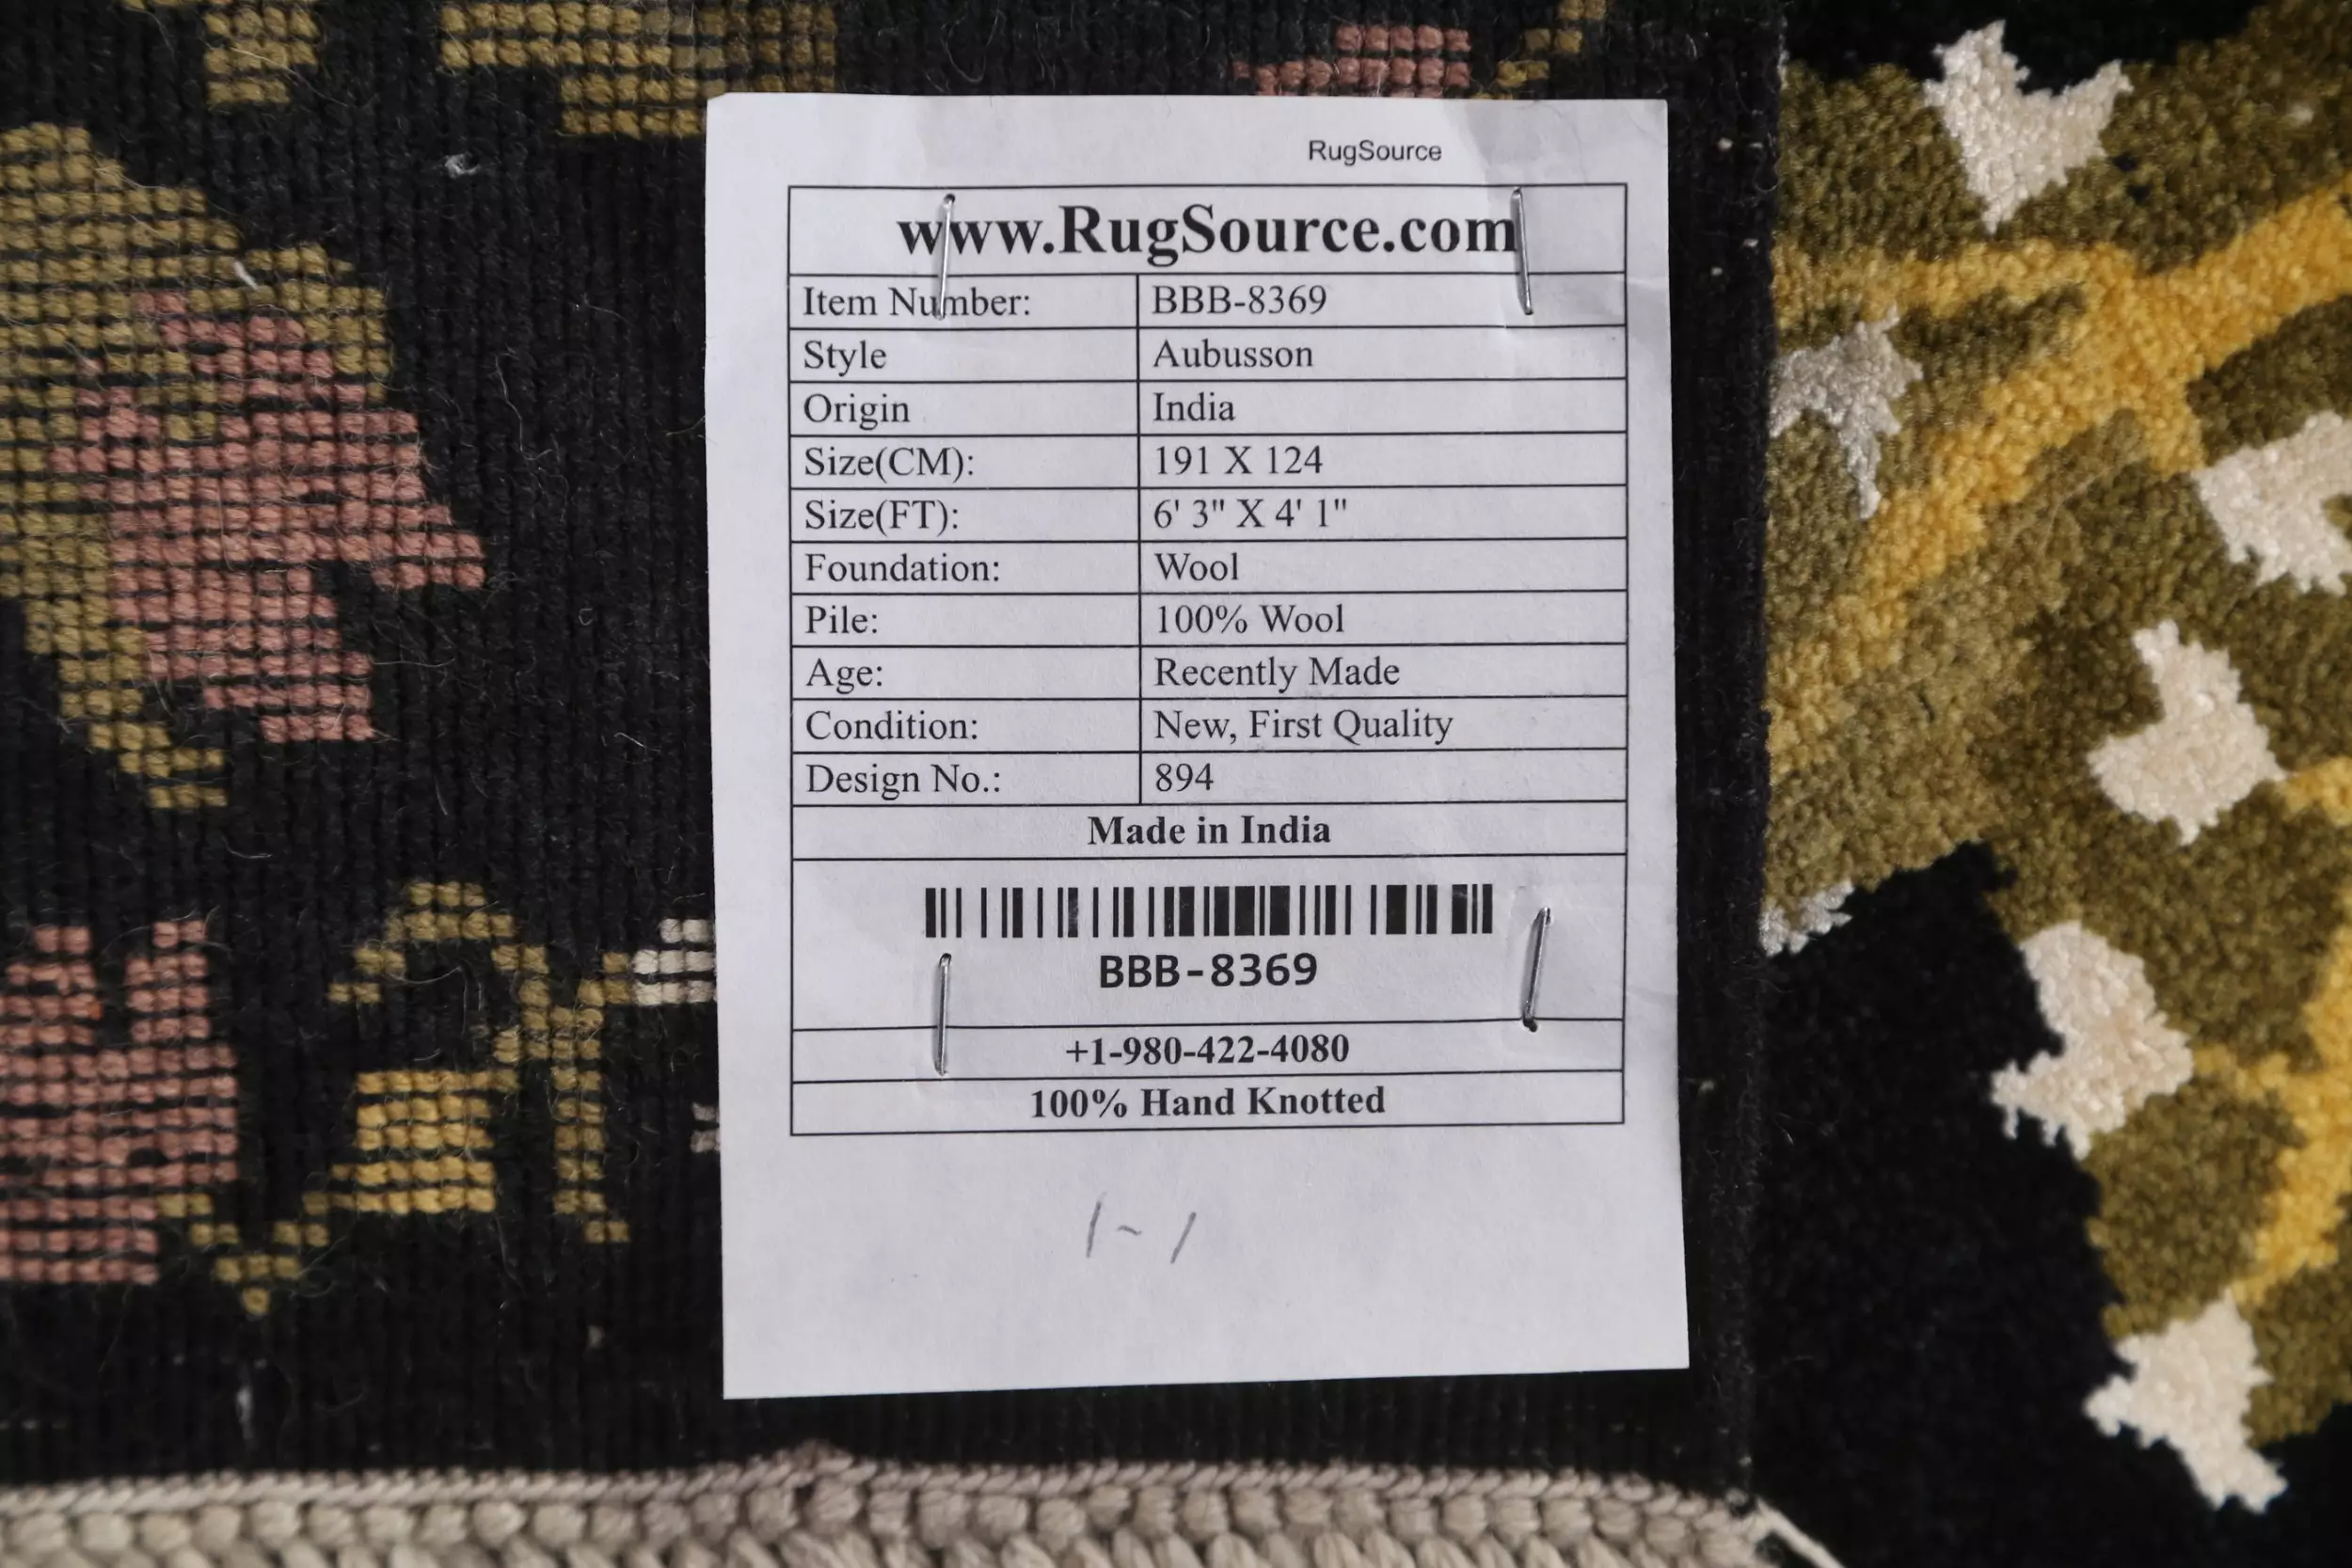 RugSource
www.RugSource.com
Item Number: BBB-8369
Style Aubusson
Origin India
Size(CM): 191 X 124
Size(FT): 6' 3" X 4' 1"
Foundation: Wool
Pile: 100% Wool
Age: Recently Made
Condition: New, First Quality
Design No.: 894
Made in India
BBB-8369
+1-980-422-4080
100% Hand Knotted
1~1